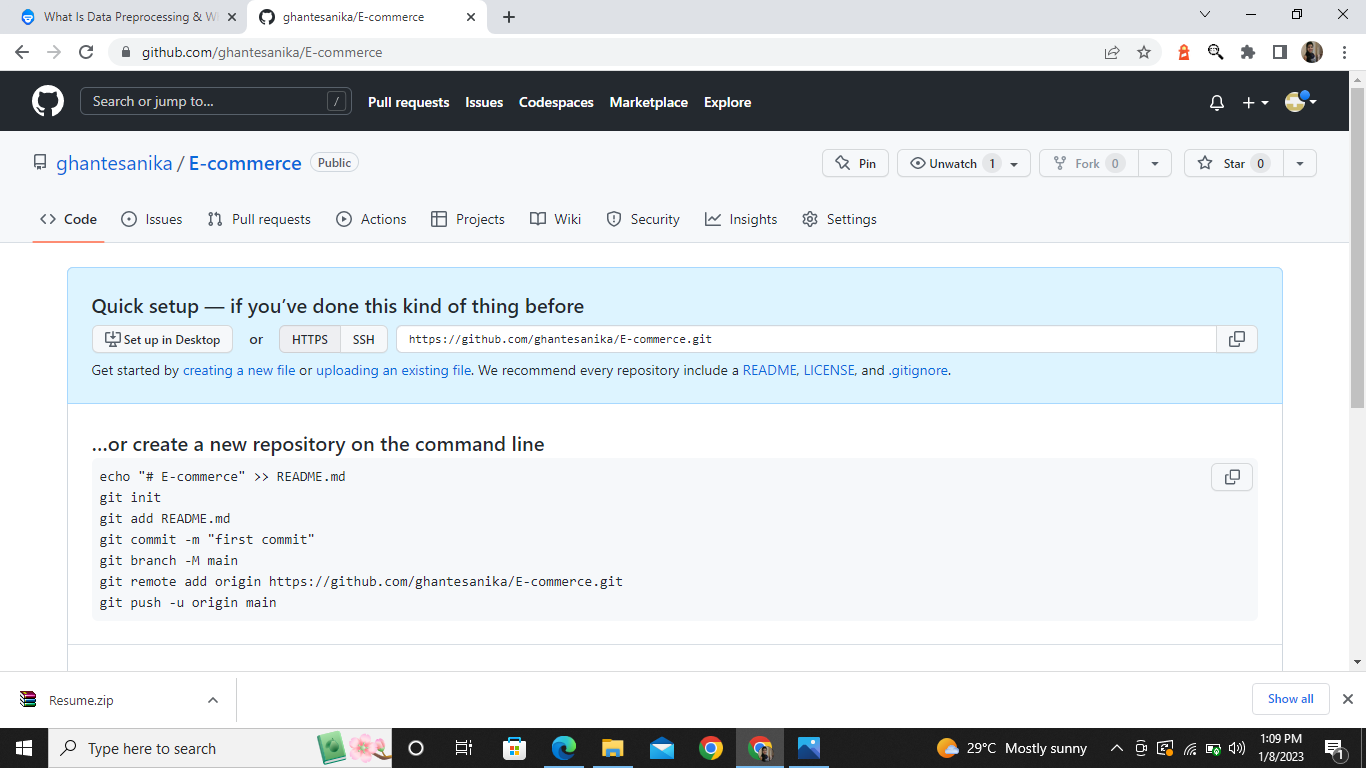 What Is Data Preprocessing & W
ghantesanika/E-commerce
github.com/ghantesanika/E-commerce
Search or jump to... /
Pull requests Issues Codespaces Marketplace Explore
ghantesanika / E-commerce Public
Pin Unwatch 1 Fork 0 Star 0
Code Issues Pull requests Actions Projects Wiki Security Insights Settings
Quick setup — if you’ve done this kind of thing before
Set up in Desktop or HTTPS SSH https://github.com/ghantesanika/E-commerce.git
Get started by creating a new file or uploading an existing file. We recommend every repository include a README, LICENSE, and .gitignore.
…or create a new repository on the command line
echo "# E-commerce" >> README.md
git init
git add README.md
git commit -m "first commit"
git branch -M main
git remote add origin https://github.com/ghantesanika/E-commerce.git
git push -u origin main
Resume.zip
Show all
Type here to search
29°C Mostly sunny
1:09 PM
1/8/2023
1